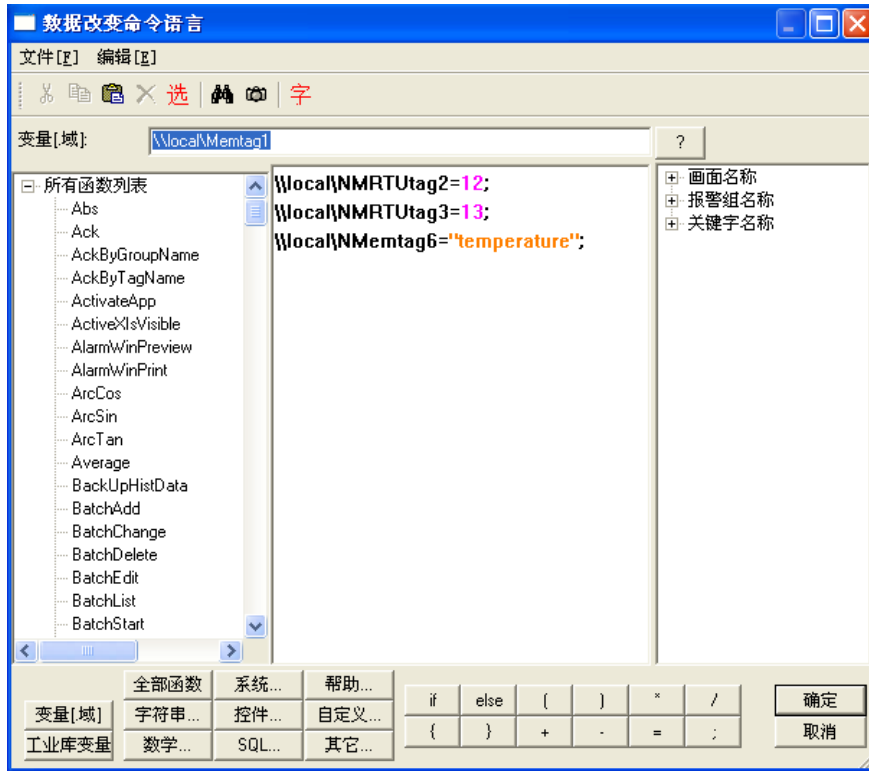 数据改变命令语言
文件[F] 编辑[E]
选 字
变量[.域]: \\local\Memtag1 ?
所有函数列表
Abs
Ack
AckByGroupName
AckByTagName
ActivateApp
ActiveXIsVisible
AlarmWinPreview
AlarmWinPrint
ArcCos
ArcSin
ArcTan
Average
BackUpHistData
BatchAdd
BatchChange
BatchDelete
BatchEdit
BatchList
BatchStart
\\local\NMRTUtag2=12;
\\local\NMRTUtag3=13;
\\local\NMemtag6="temperature";
画面名称
报警组名称
关键字名称
全部函数 系统... 帮助...
变量[.域] 字符串... 控件... 自定义...
工业库变量 数学... SQL... 其它...
if else ( ) * /
{ } + - = ;
确定
取消